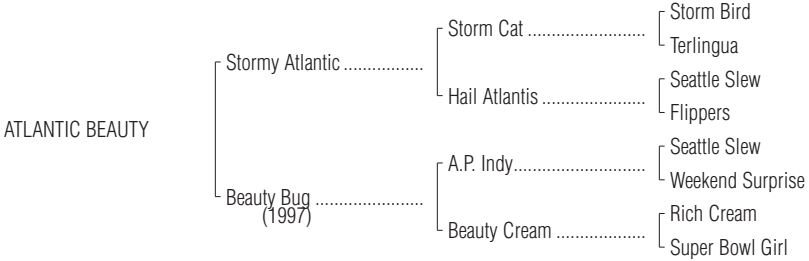 Storm Bird
Storm Cat ..........................
Terlingua
Stormy Atlantic .................
Seattle Slew
Hail Atlantis ......................
Flippers
ATLANTIC BEAUTY
Seattle Slew
A.P. Indy............................
Weekend Surprise
Beauty Bug .......................
(1997)
Rich Cream
Beauty Cream ...................
Super Bowl Girl